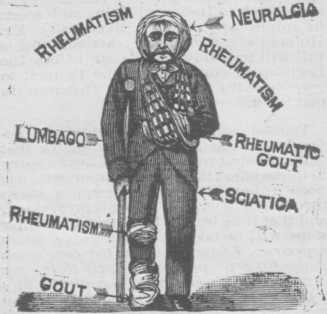 RHEUMATISM
NEURALGIA
RHEUMATISM
LUMBAGO
RHEUMATIC
GOUT
SCIATICA
RHEUMATISM
GOUT